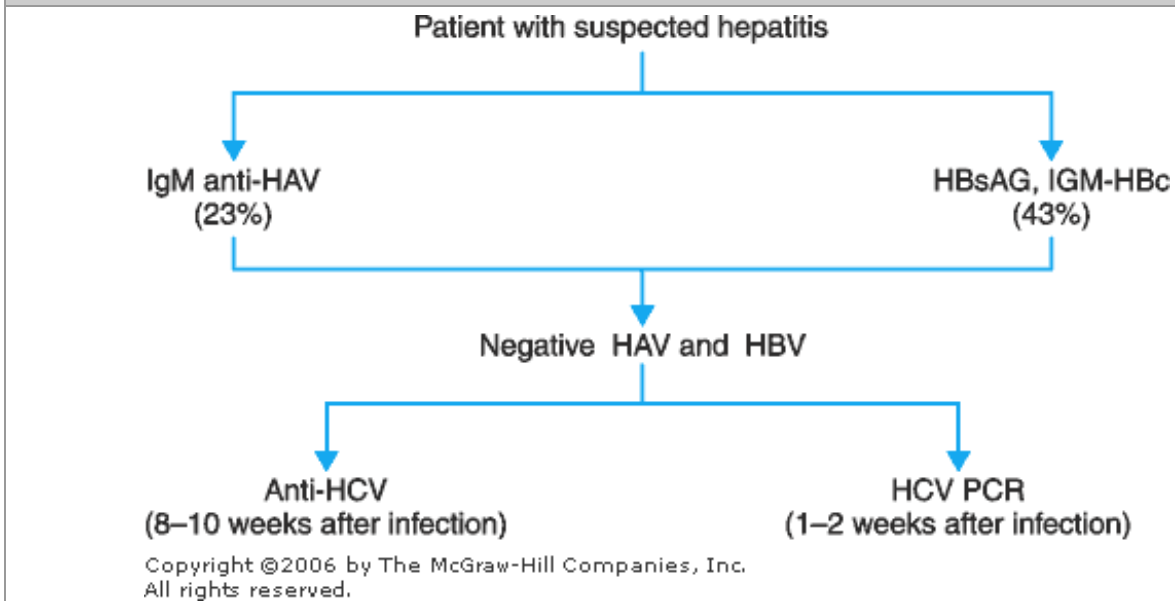 Patient with suspected hepatitis
IgM anti-HAV
(23%)
HBsAG, IGM-HBc
(43%)
Negative HAV and HBV
Anti-HCV
(8–10 weeks after infection)
HCV PCR
(1–2 weeks after infection)
Copyright ©2006 by The McGraw-Hill Companies, Inc.
All rights reserved.